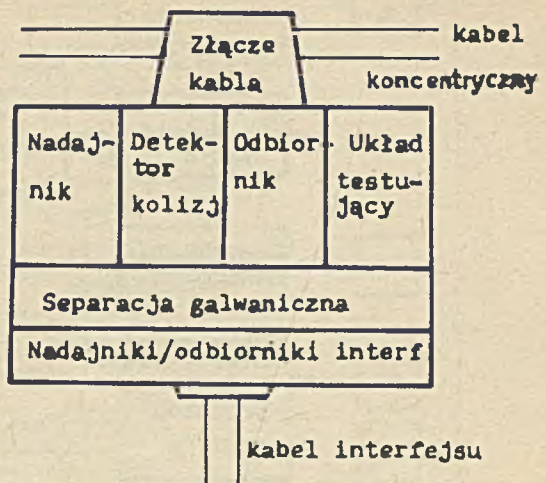 Złącze
kabla
kabel
koncentryczny
Nadaj-
nik
Detek-
tor
kolizj
Odbior-
nik
Układ
testu-
jący
Separacja galwaniczna
Nadajniki/odbiorniki interf
kabel interfejsu